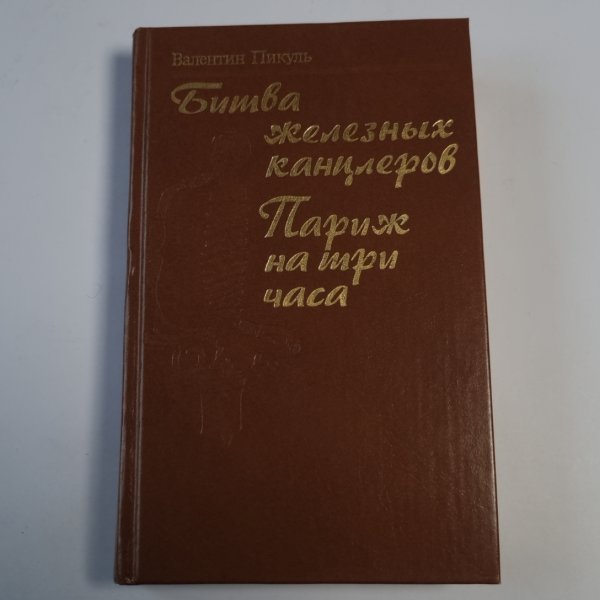 Валентин Пикуль
Битва
железных
канцлеров
Париж
на три
часа